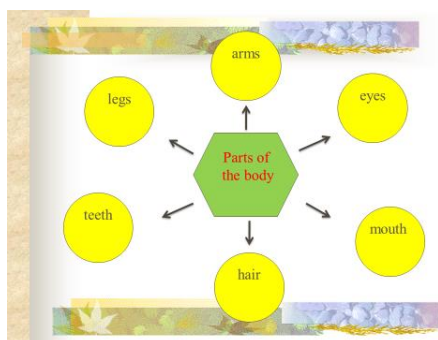 arms
legs
eyes
Parts of
the body
teeth
mouth
hair